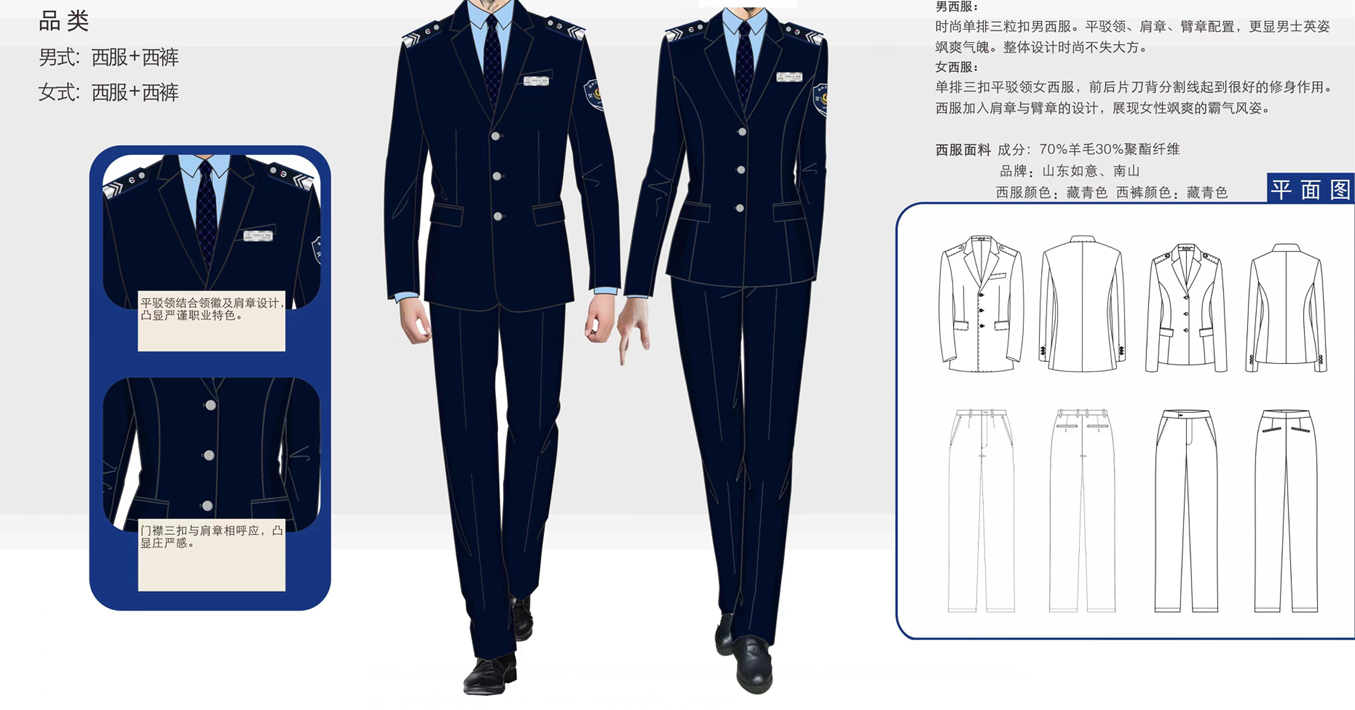 品类
男式: 西服+西裤
女式: 西服+西裤
平驳领结合领徽及肩章设计,
凸显严谨职业特色。
门襟三扣与肩章相呼应, 凸
显庄严感。
男西服:
时尚单排三粒扣男西服。平驳领、肩章、臂章配置, 更显男士英姿
飒爽气魄。整体设计时尚不失大方。
女西服:
单排三扣平驳领女西服, 前后片刀背分割线起到很好的修身作用。
西服加入肩章与臂章的设计, 展现女性飒爽的霸气风姿。
西服面料 成分: 70%羊毛30%聚酯纤维
品牌: 山东如意、南山
西服颜色: 藏青色 西裤颜色: 藏青色
平面图